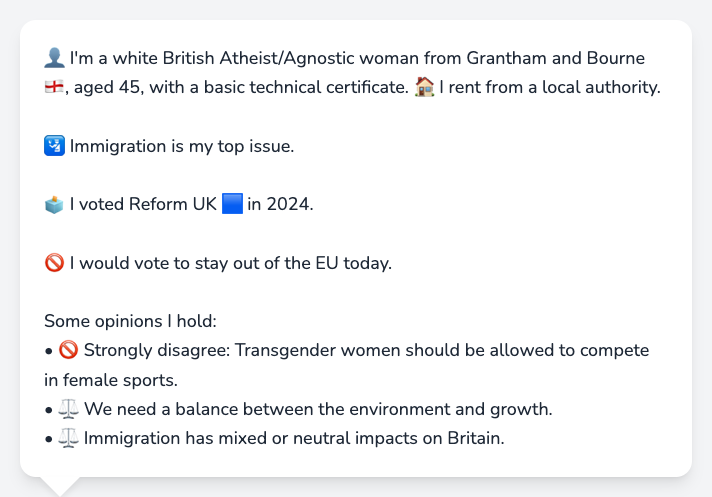 👤 I'm a white British Atheist/Agnostic woman from Grantham and Bourne
🏴󠁧󠁢󠁥󠁮󠁧󠁿, aged 45, with a basic technical certificate. 🏠 I rent from a local authority.
🛂 Immigration is my top issue.
🗳️ I voted Reform UK 🟦 in 2024.
🚫 I would vote to stay out of the EU today.
Some opinions I hold:
• 🚫 Strongly disagree: Transgender women should be allowed to compete
in female sports.
• ⚖️ We need a balance between the environment and growth.
• ⚖️ Immigration has mixed or neutral impacts on Britain.